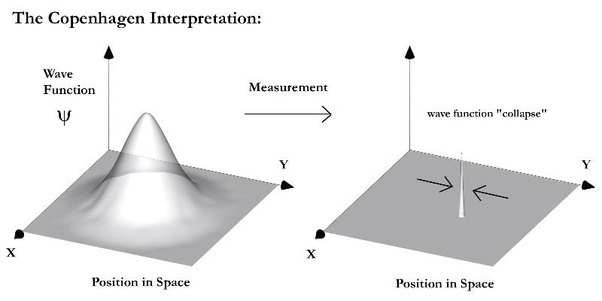 The Copenhagen Interpretation:
Wave
Function
ψ
Measurement
wave function "collapse"
Y
Y
X
X
Position in Space
Position in Space